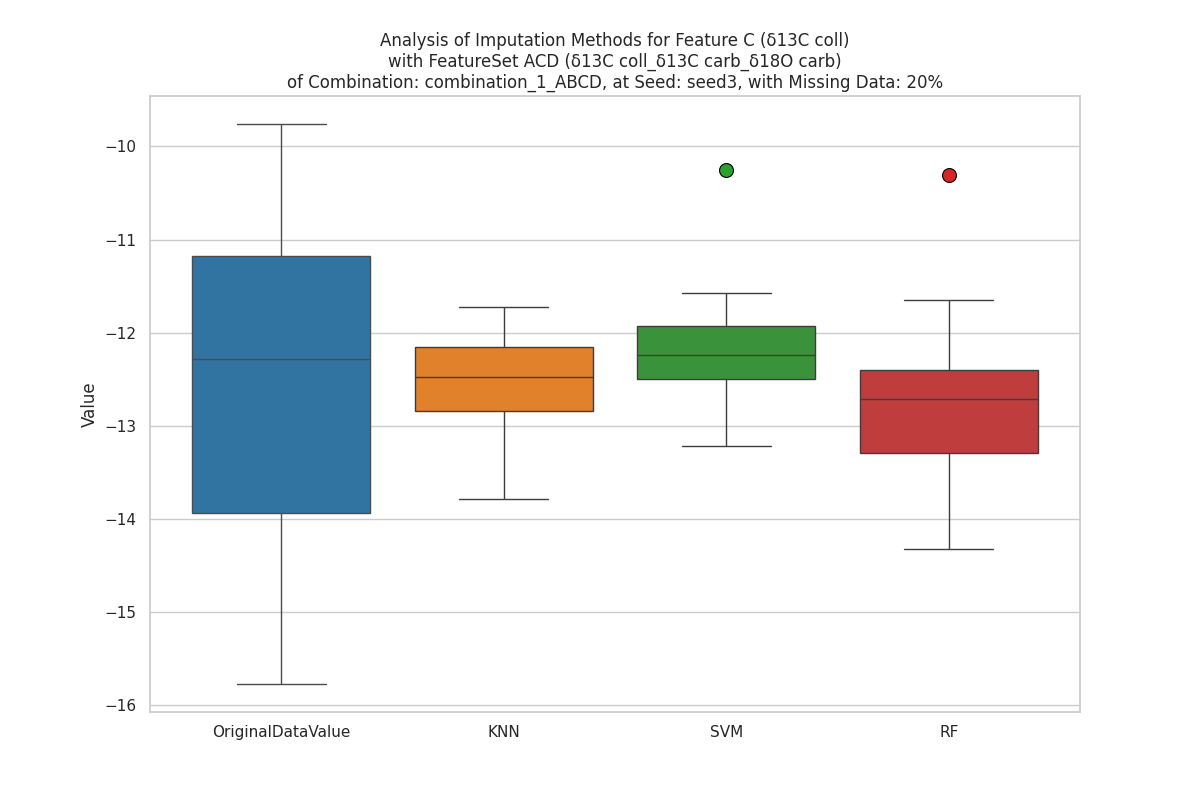 Analysis of Imputation Methods for Feature C (δ13C coll)
with FeatureSet ACD (δ13C coll_δ13C carb_δ18O carb)
of Combination: combination_1_ABCD, at Seed: seed3, with Missing Data: 20%
Value
−10
−11
−12
−13
−14
−15
−16
OriginalDataValue
KNN
SVM
RF